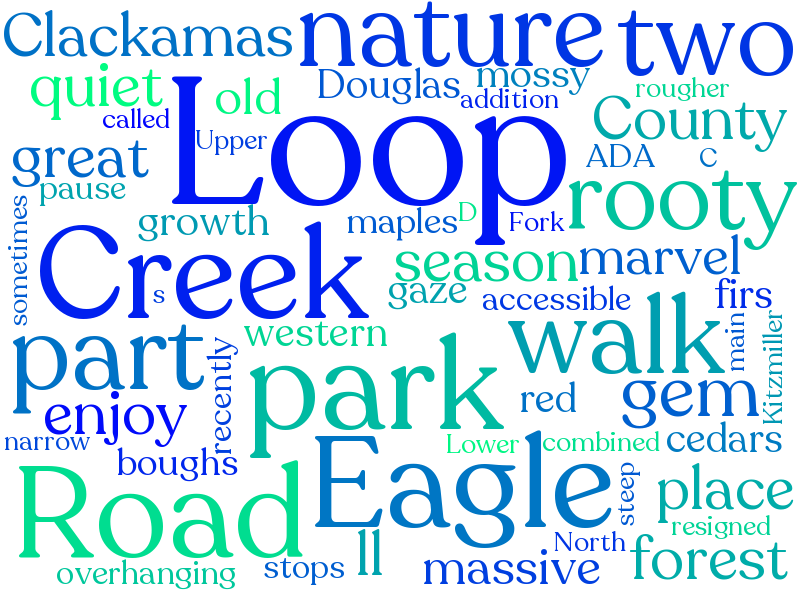 Clackamas nature two
quiet old Douglas mossy rougher
called addition County
Upper Loop ADA c
great pause rooty
sometimes growth maples D Fork
Creek s season marvel
gaze accessible firs
western walk main Kitzmiller
part recently park red gem
enjoy
narrow boughs Lower combined cedars
Road Eagle steep place
resigned
overhanging stops ll massive North forest